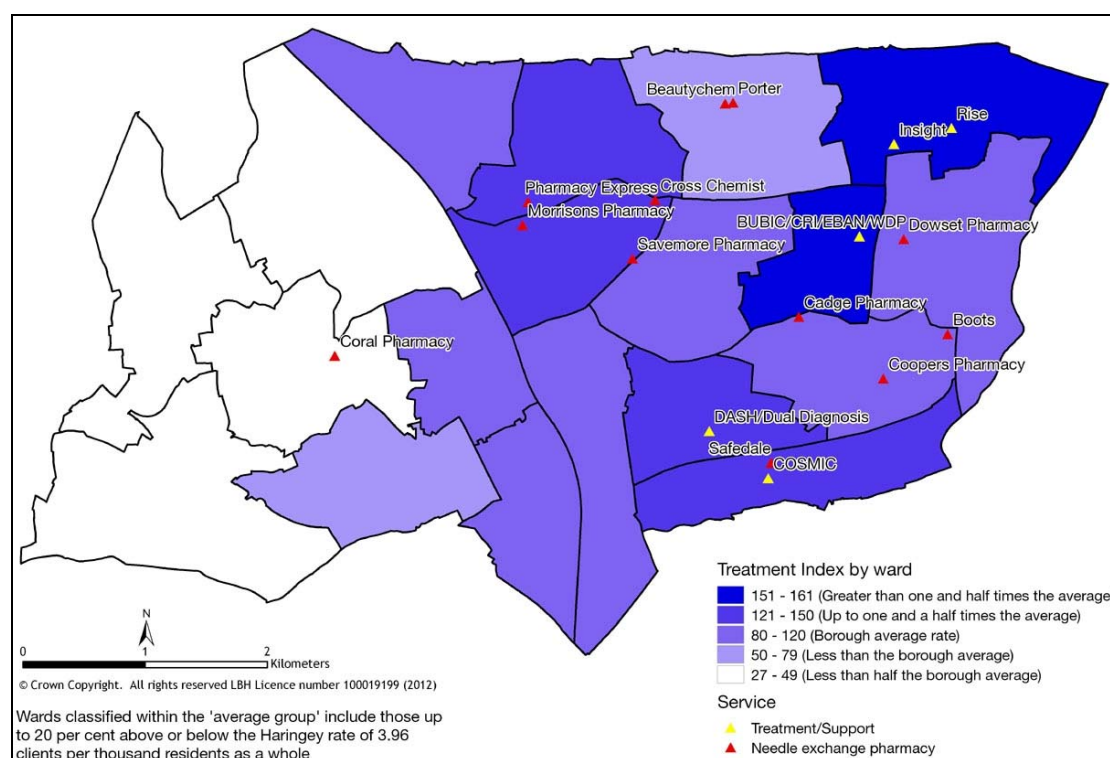 Beautychem Porter
Rise
Insight
Pharmacy Express Cross Chemist
Morrisons Pharmacy
BUBIC/CRI/EBAN/WDP
Dowset Pharmacy
Savemore Pharmacy
Cadge Pharmacy
Boots
Coral Pharmacy
Coopers Pharmacy
DASH/Dual Diagnosis
Safedale
COSMIC
Treatment Index by ward
151 - 161 (Greater than one and half times the average
121 - 150 (Up to one and a half times the average)
80 - 120 (Borough average rate)
50 - 79 (Less than the borough average)
27 - 49 (Less than half the borough average)
Service
Treatment/Support
Needle exchange pharmacy
N
0 1 2
Kilometers
© Crown Copyright. All rights reserved LBH Licence number 100019199 (2012)
Wards classified within the 'average group' include those up
to 20 per cent above or below the Haringey rate of 3.96
clients per thousand residents as a whole